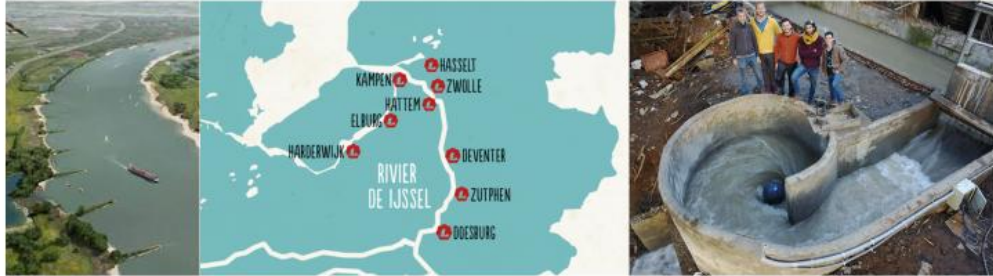 HASSELT
KAMPEN
ZWOLLE
HATTEM
ELBURG
HARDERWIJK
DEVENTER
RIVIER
DE IJSSEL
ZUTPHEN
DOESBURG